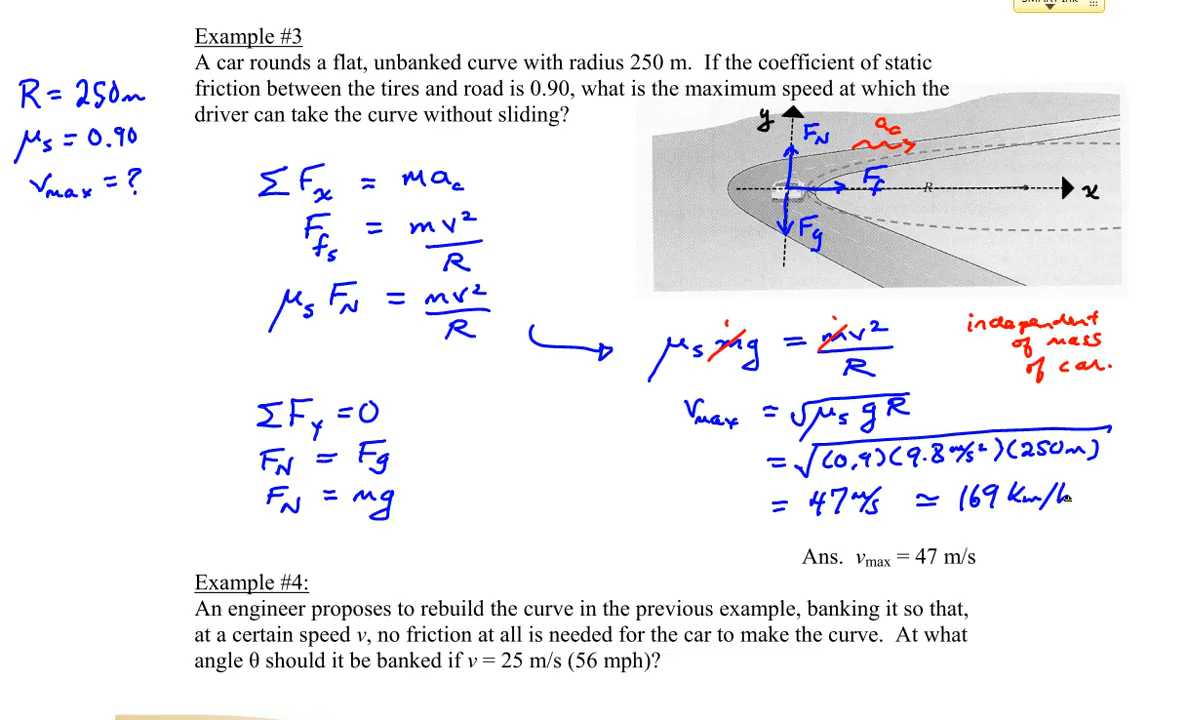 Example #3
A car rounds a flat, unbanked curve with radius 250 m. If the coefficient of static
friction between the tires and road is 0.90, what is the maximum speed at which the
driver can take the curve without sliding?
R = 250m
μs = 0.90
Vmax = ?
y
FN
ac
Ff
R
x
Fg
ΣFx = mac
Ffs = mv²/R
μs FN = mv²/R
ΣFy = 0
FN = Fg
FN = mg
μs mg = mv²/R
independent
of mass
of car.
Vmax = √μs g R
= √(0.9)(9.8 m/s²)(250m)
= 47 m/s ≃ 169 Km/h
Ans. vmax = 47 m/s
Example #4:
An engineer proposes to rebuild the curve in the previous example, banking it so that,
at a certain speed v, no friction at all is needed for the car to make the curve. At what
angle θ should it be banked if v = 25 m/s (56 mph)?